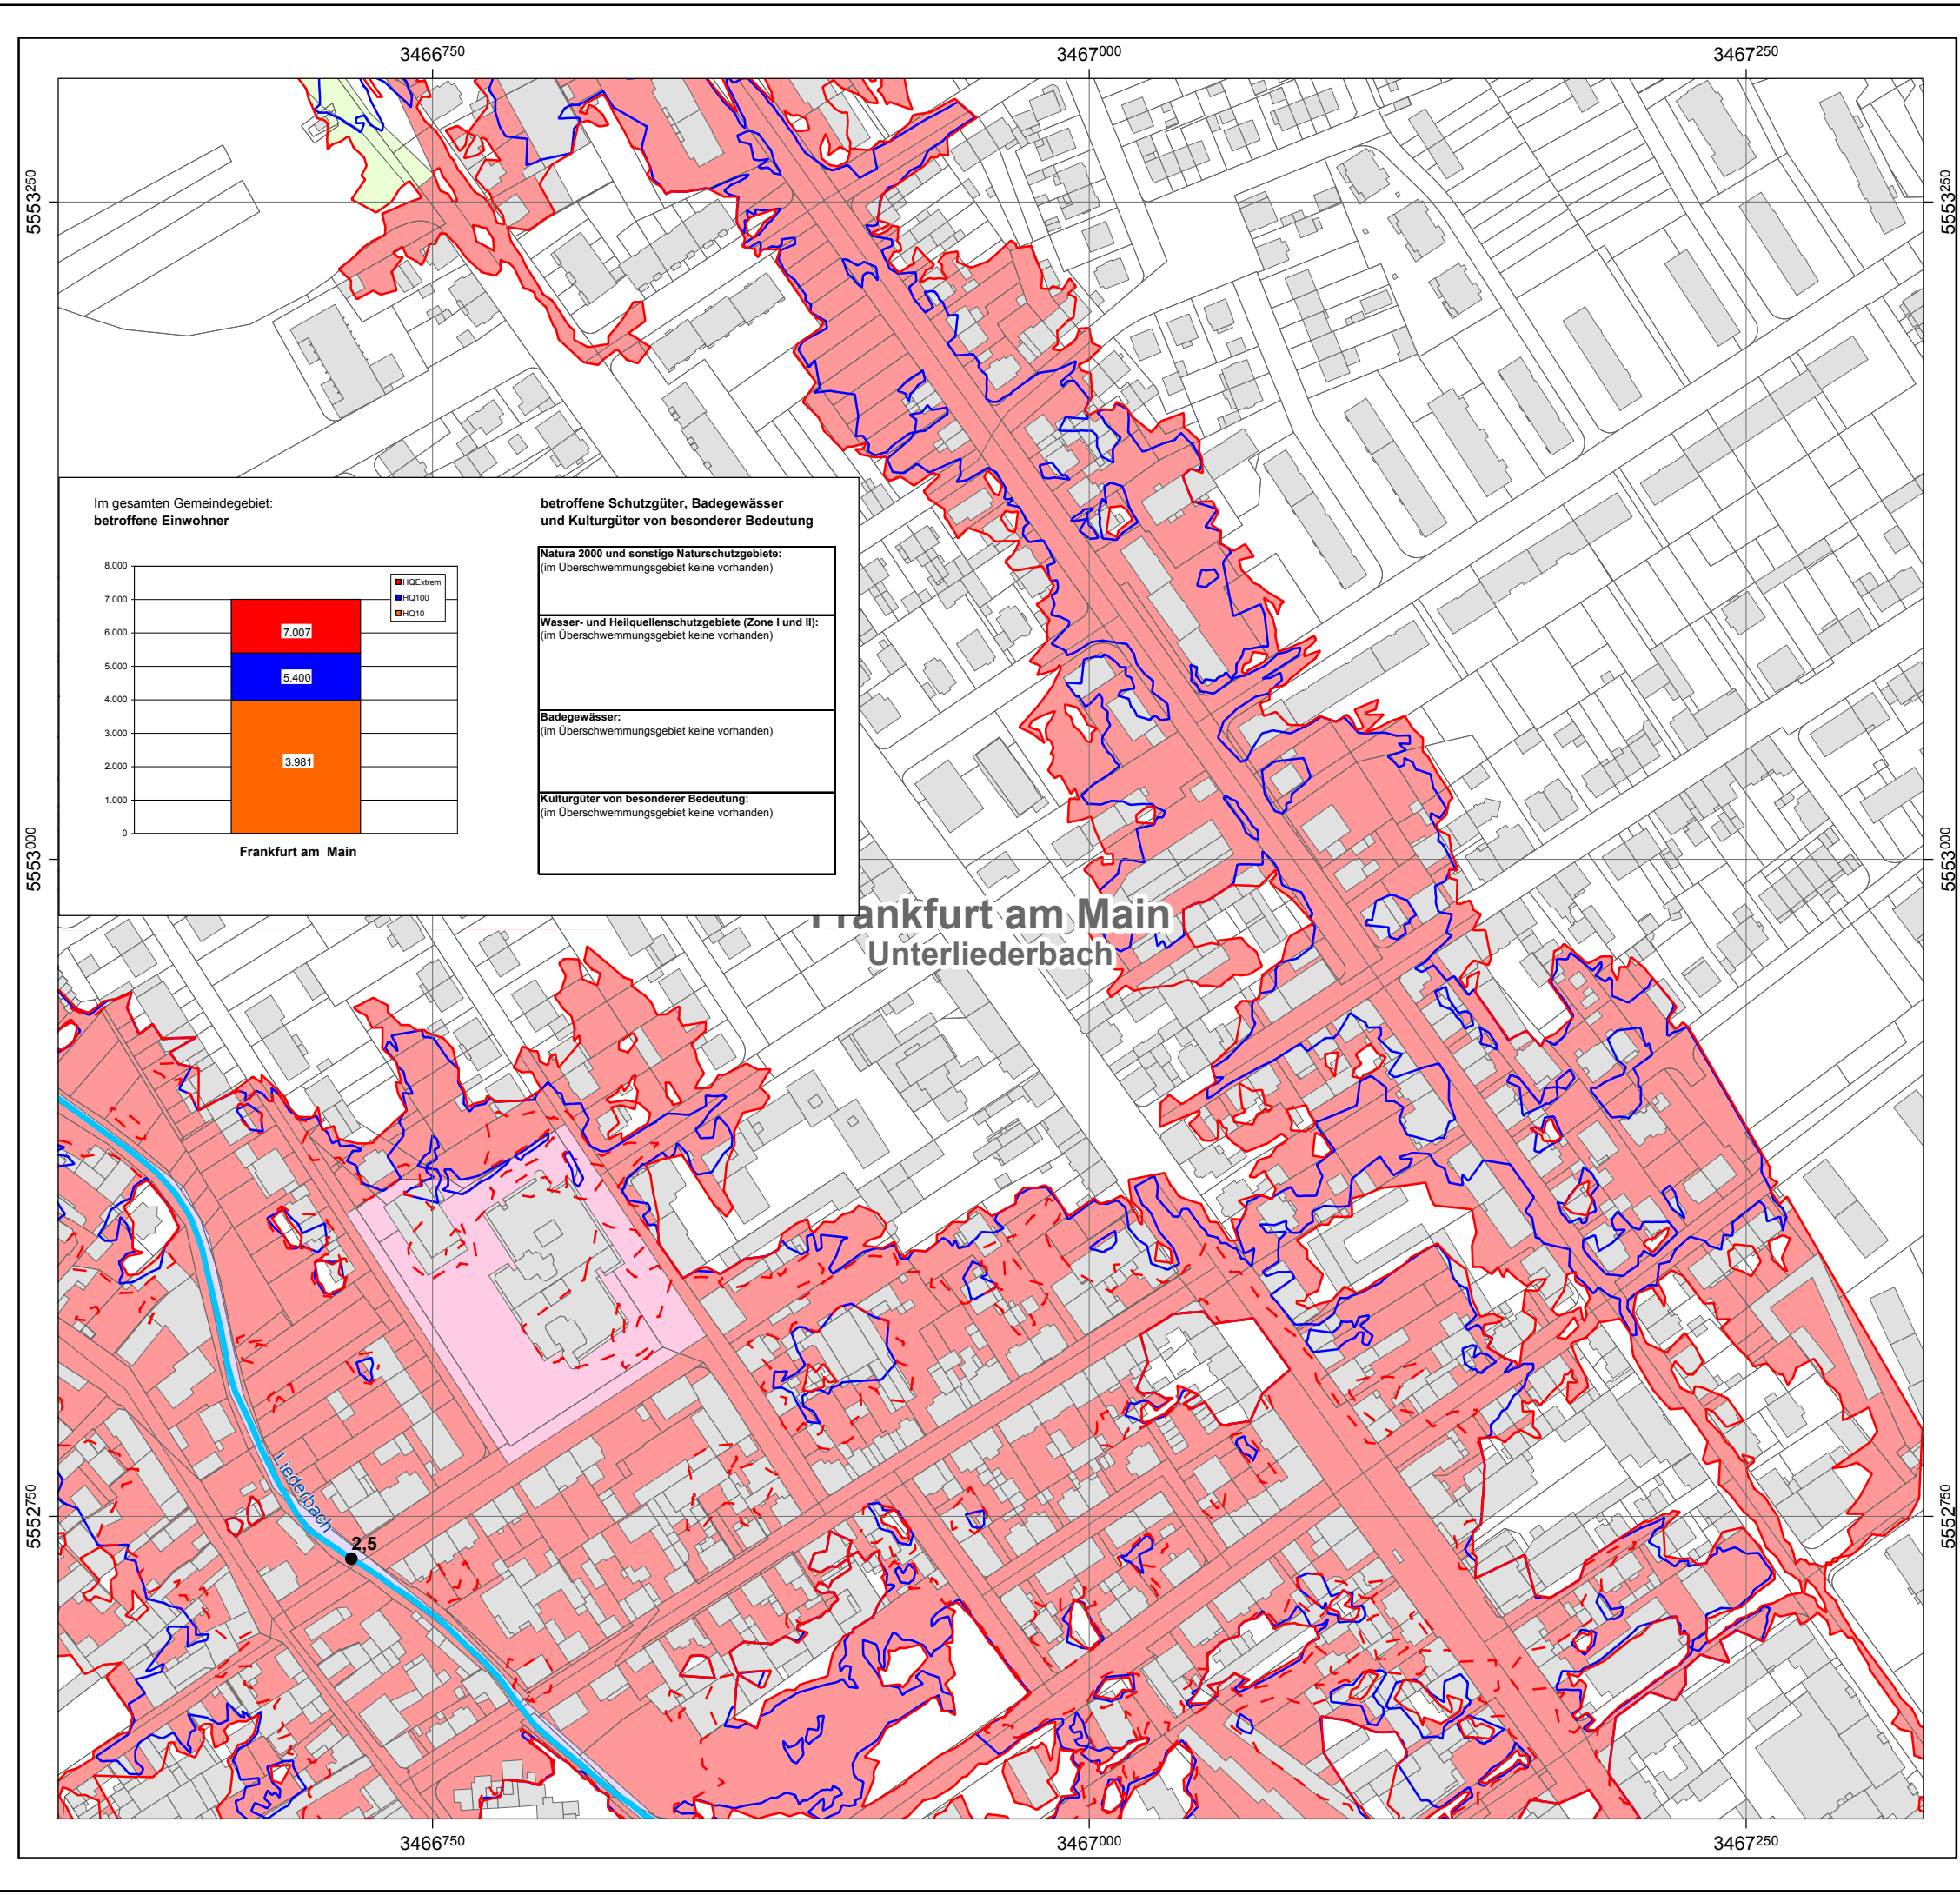 3466750 3467000 3467250
5553250 5553250
Im gesamten Gemeindegebiet:
betroffene Einwohner
8.000
7.000
6.000
5.000
4.000
3.000
2.000
1.000
0
HQExtrem
HQ100
HQ10
7.007
5.400
3.981
Frankfurt am Main
betroffene Schutzgüter, Badegewässer
und Kulturgüter von besonderer Bedeutung
Natura 2000 und sonstige Naturschutzgebiete:
(im Überschwemmungsgebiet keine vorhanden)
Wasser- und Heilquellenschutzgebiete (Zone I und II):
(im Überschwemmungsgebiet keine vorhanden)
Badegewässer:
(im Überschwemmungsgebiet keine vorhanden)
Kulturgüter von besonderer Bedeutung:
(im Überschwemmungsgebiet keine vorhanden)
5553000 5553000
Frankfurt am Main
Unterliederbach
Liederbach
2,5
5552750 5552750
3466750 3467000 3467250